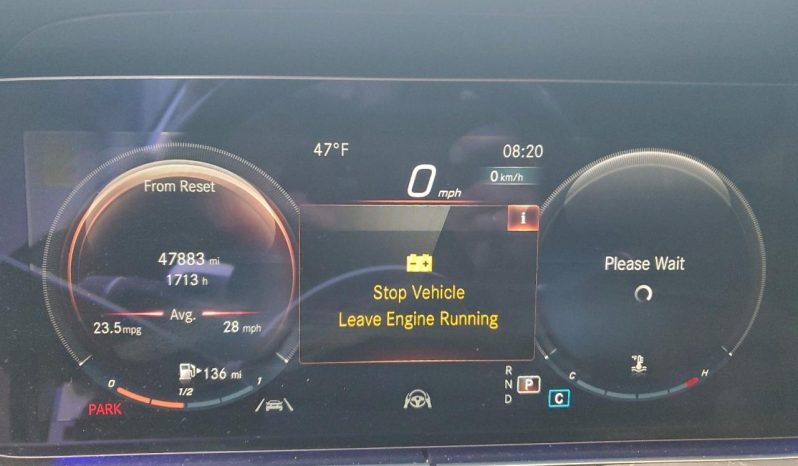 47°F
08:20
0 mph
0 km/h
From Reset
47883 mi
1713 h
Avg.
23.5 mpg
28 mph
136 mi
0
1/2
1
PARK
i
Stop Vehicle
Leave Engine Running
Please Wait
R
N
D
P
C
C
H